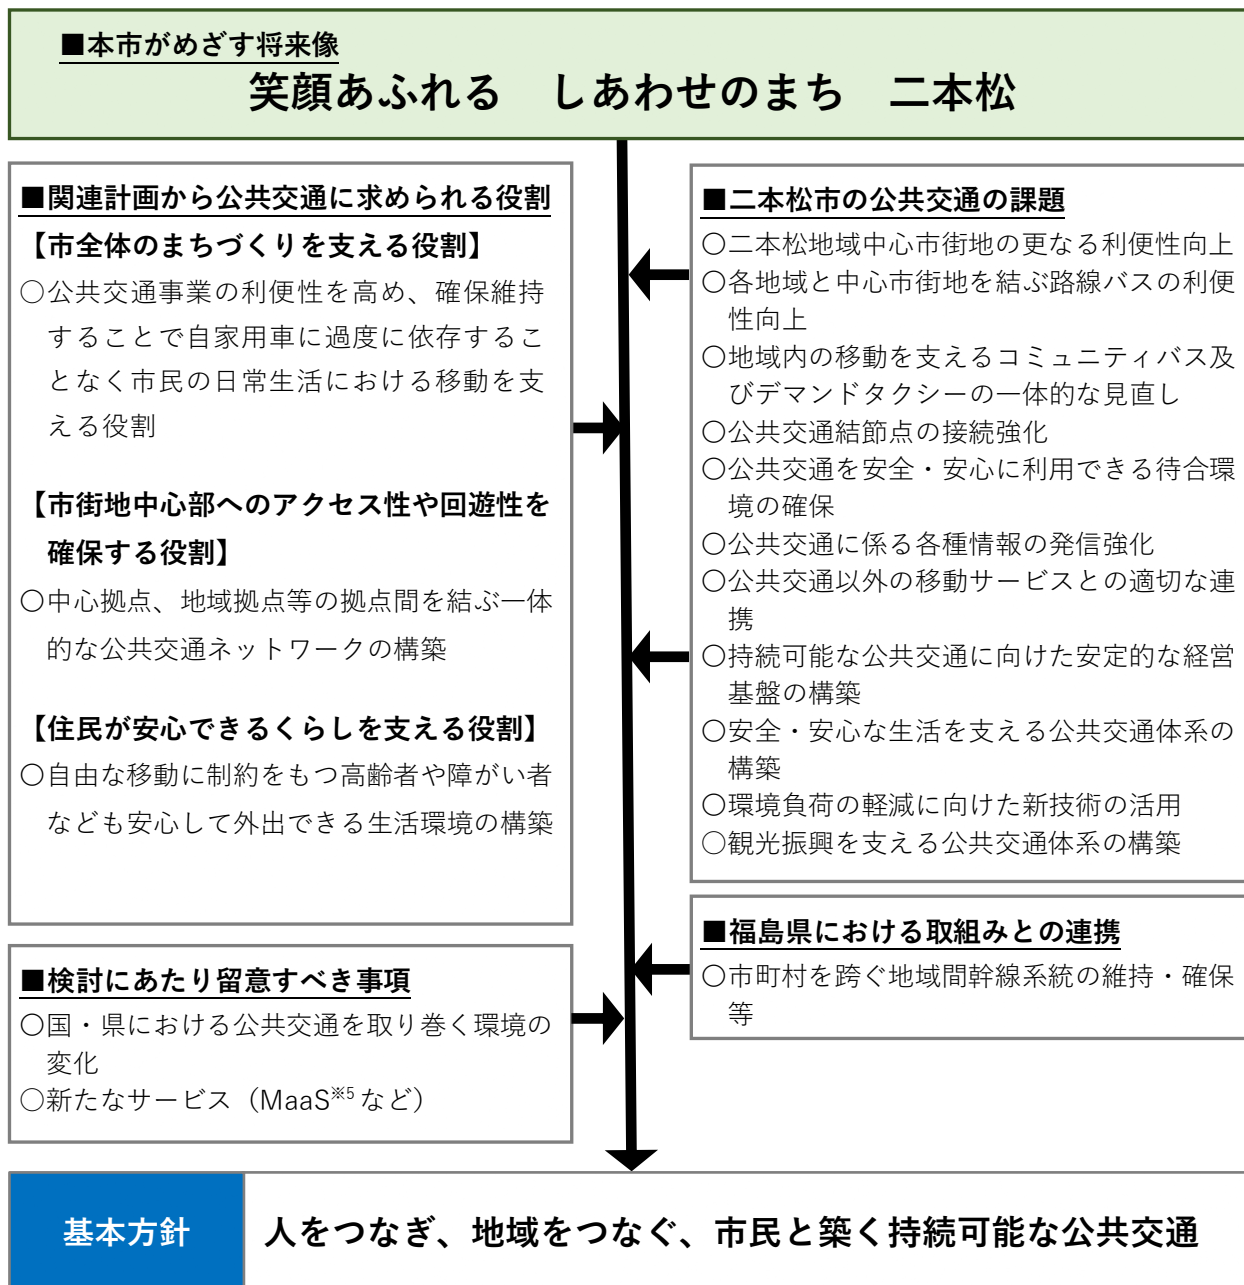 ■本市がめざす将来像
笑顔あふれる　しあわせのまち　二本松
■関連計画から公共交通に求められる役割
【市全体のまちづくりを支える役割】
○公共交通事業の利便性を高め、確保維持
することで自家用車に過度に依存するこ
となく市民の日常生活における移動を支
える役割
【市街地中心部へのアクセス性や回遊性を
確保する役割】
○中心拠点、地域拠点等の拠点間を結ぶ一体
的な公共交通ネットワークの構築
【住民が安心できるくらしを支える役割】
○自由な移動に制約をもつ高齢者や障がい者
なども安心して外出できる生活環境の構築
■検討にあたり留意すべき事項
○国・県における公共交通を取り巻く環境の
変化
○新たなサービス（MaaS※5など）
■二本松市の公共交通の課題
○二本松地域中心市街地の更なる利便性向上
○各地域と中心市街地を結ぶ路線バスの利便
性向上
○地域内の移動を支えるコミュニティバス及
びデマンドタクシーの一体的な見直し
○公共交通結節点の接続強化
○公共交通を安全・安心に利用できる待合環
境の確保
○公共交通に係る各種情報の発信強化
○公共交通以外の移動サービスとの適切な連
携
○持続可能な公共交通に向けた安定的な経営
基盤の構築
○安全・安心な生活を支える公共交通体系の
構築
○環境負荷の軽減に向けた新技術の活用
○観光振興を支える公共交通体系の構築
■福島県における取組みとの連携
○市町村を跨ぐ地域間幹線系統の維持・確保
等
基本方針
人をつなぎ、地域をつなぐ、市民と築く持続可能な公共交通